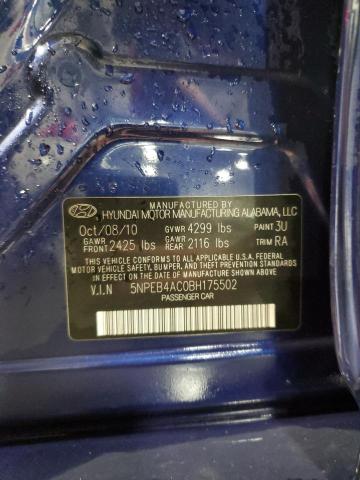 MANUFACTURED BY
HYUNDAI MOTOR MANUFACTURING ALABAMA, LLC
Oct/08/10 GVWR 4299 lbs PAINT 3U
GAWR FRONT 2425 lbs GAWR REAR 2116 lbs TRIM RA
THIS VEHICLE CONFORMS TO ALL APPLICABLE U.S.A. FEDERAL
MOTOR VEHICLE SAFETY, BUMPER, AND THEFT PREVENTION STANDARDS
IN EFFECT ON THE DATE OF MANUFACTURE SHOWN ABOVE.
V.I.N 5NPEB4AC0BH175502
PASSENGER CAR